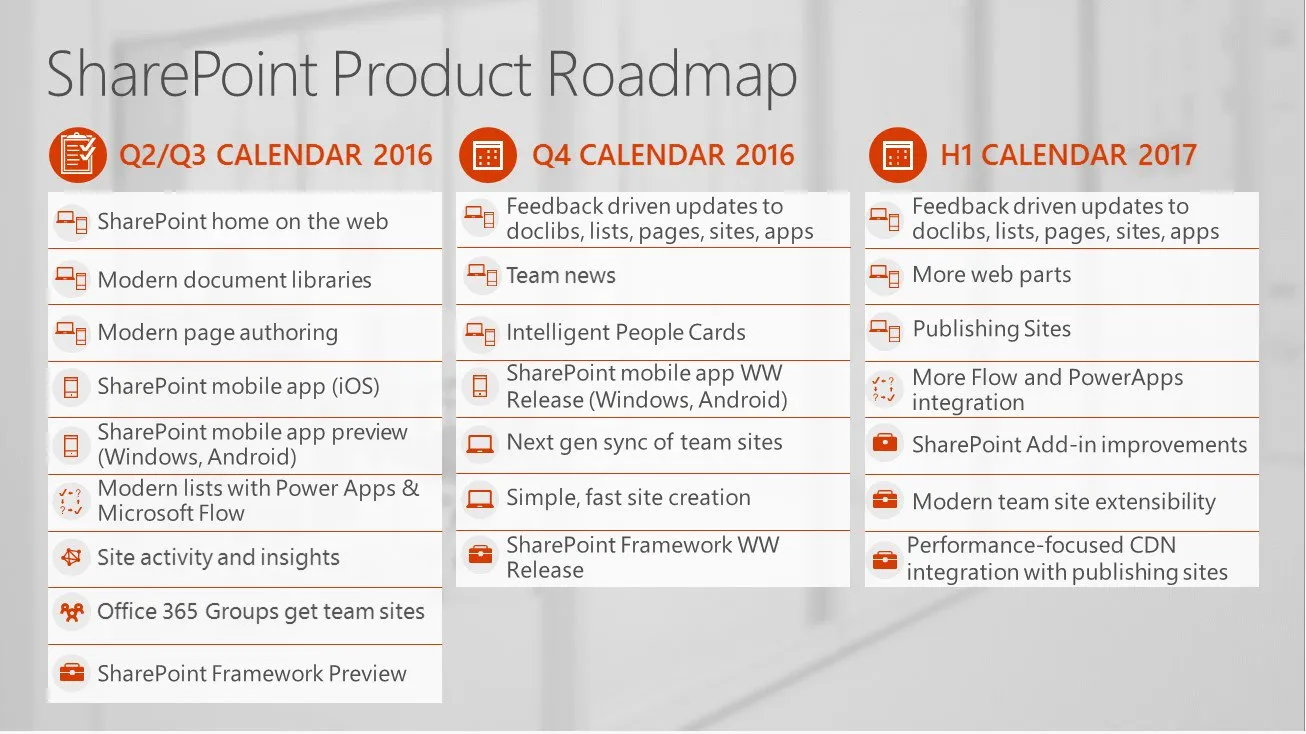 SharePoint Product Roadmap
Q2/Q3 CALENDAR 2016
SharePoint home on the web
Modern document libraries
Modern page authoring
SharePoint mobile app (iOS)
SharePoint mobile app preview
(Windows, Android)
Modern lists with Power Apps &
Microsoft Flow
Site activity and insights
Office 365 Groups get team sites
SharePoint Framework Preview
Q4 CALENDAR 2016
Feedback driven updates to
doclibs, lists, pages, sites, apps
Team news
Intelligent People Cards
SharePoint mobile app WW
Release (Windows, Android)
Next gen sync of team sites
Simple, fast site creation
SharePoint Framework WW
Release
H1 CALENDAR 2017
Feedback driven updates to
doclibs, lists, pages, sites, apps
More web parts
Publishing Sites
More Flow and PowerApps
integration
SharePoint Add-in improvements
Modern team site extensibility
Performance-focused CDN
integration with publishing sites